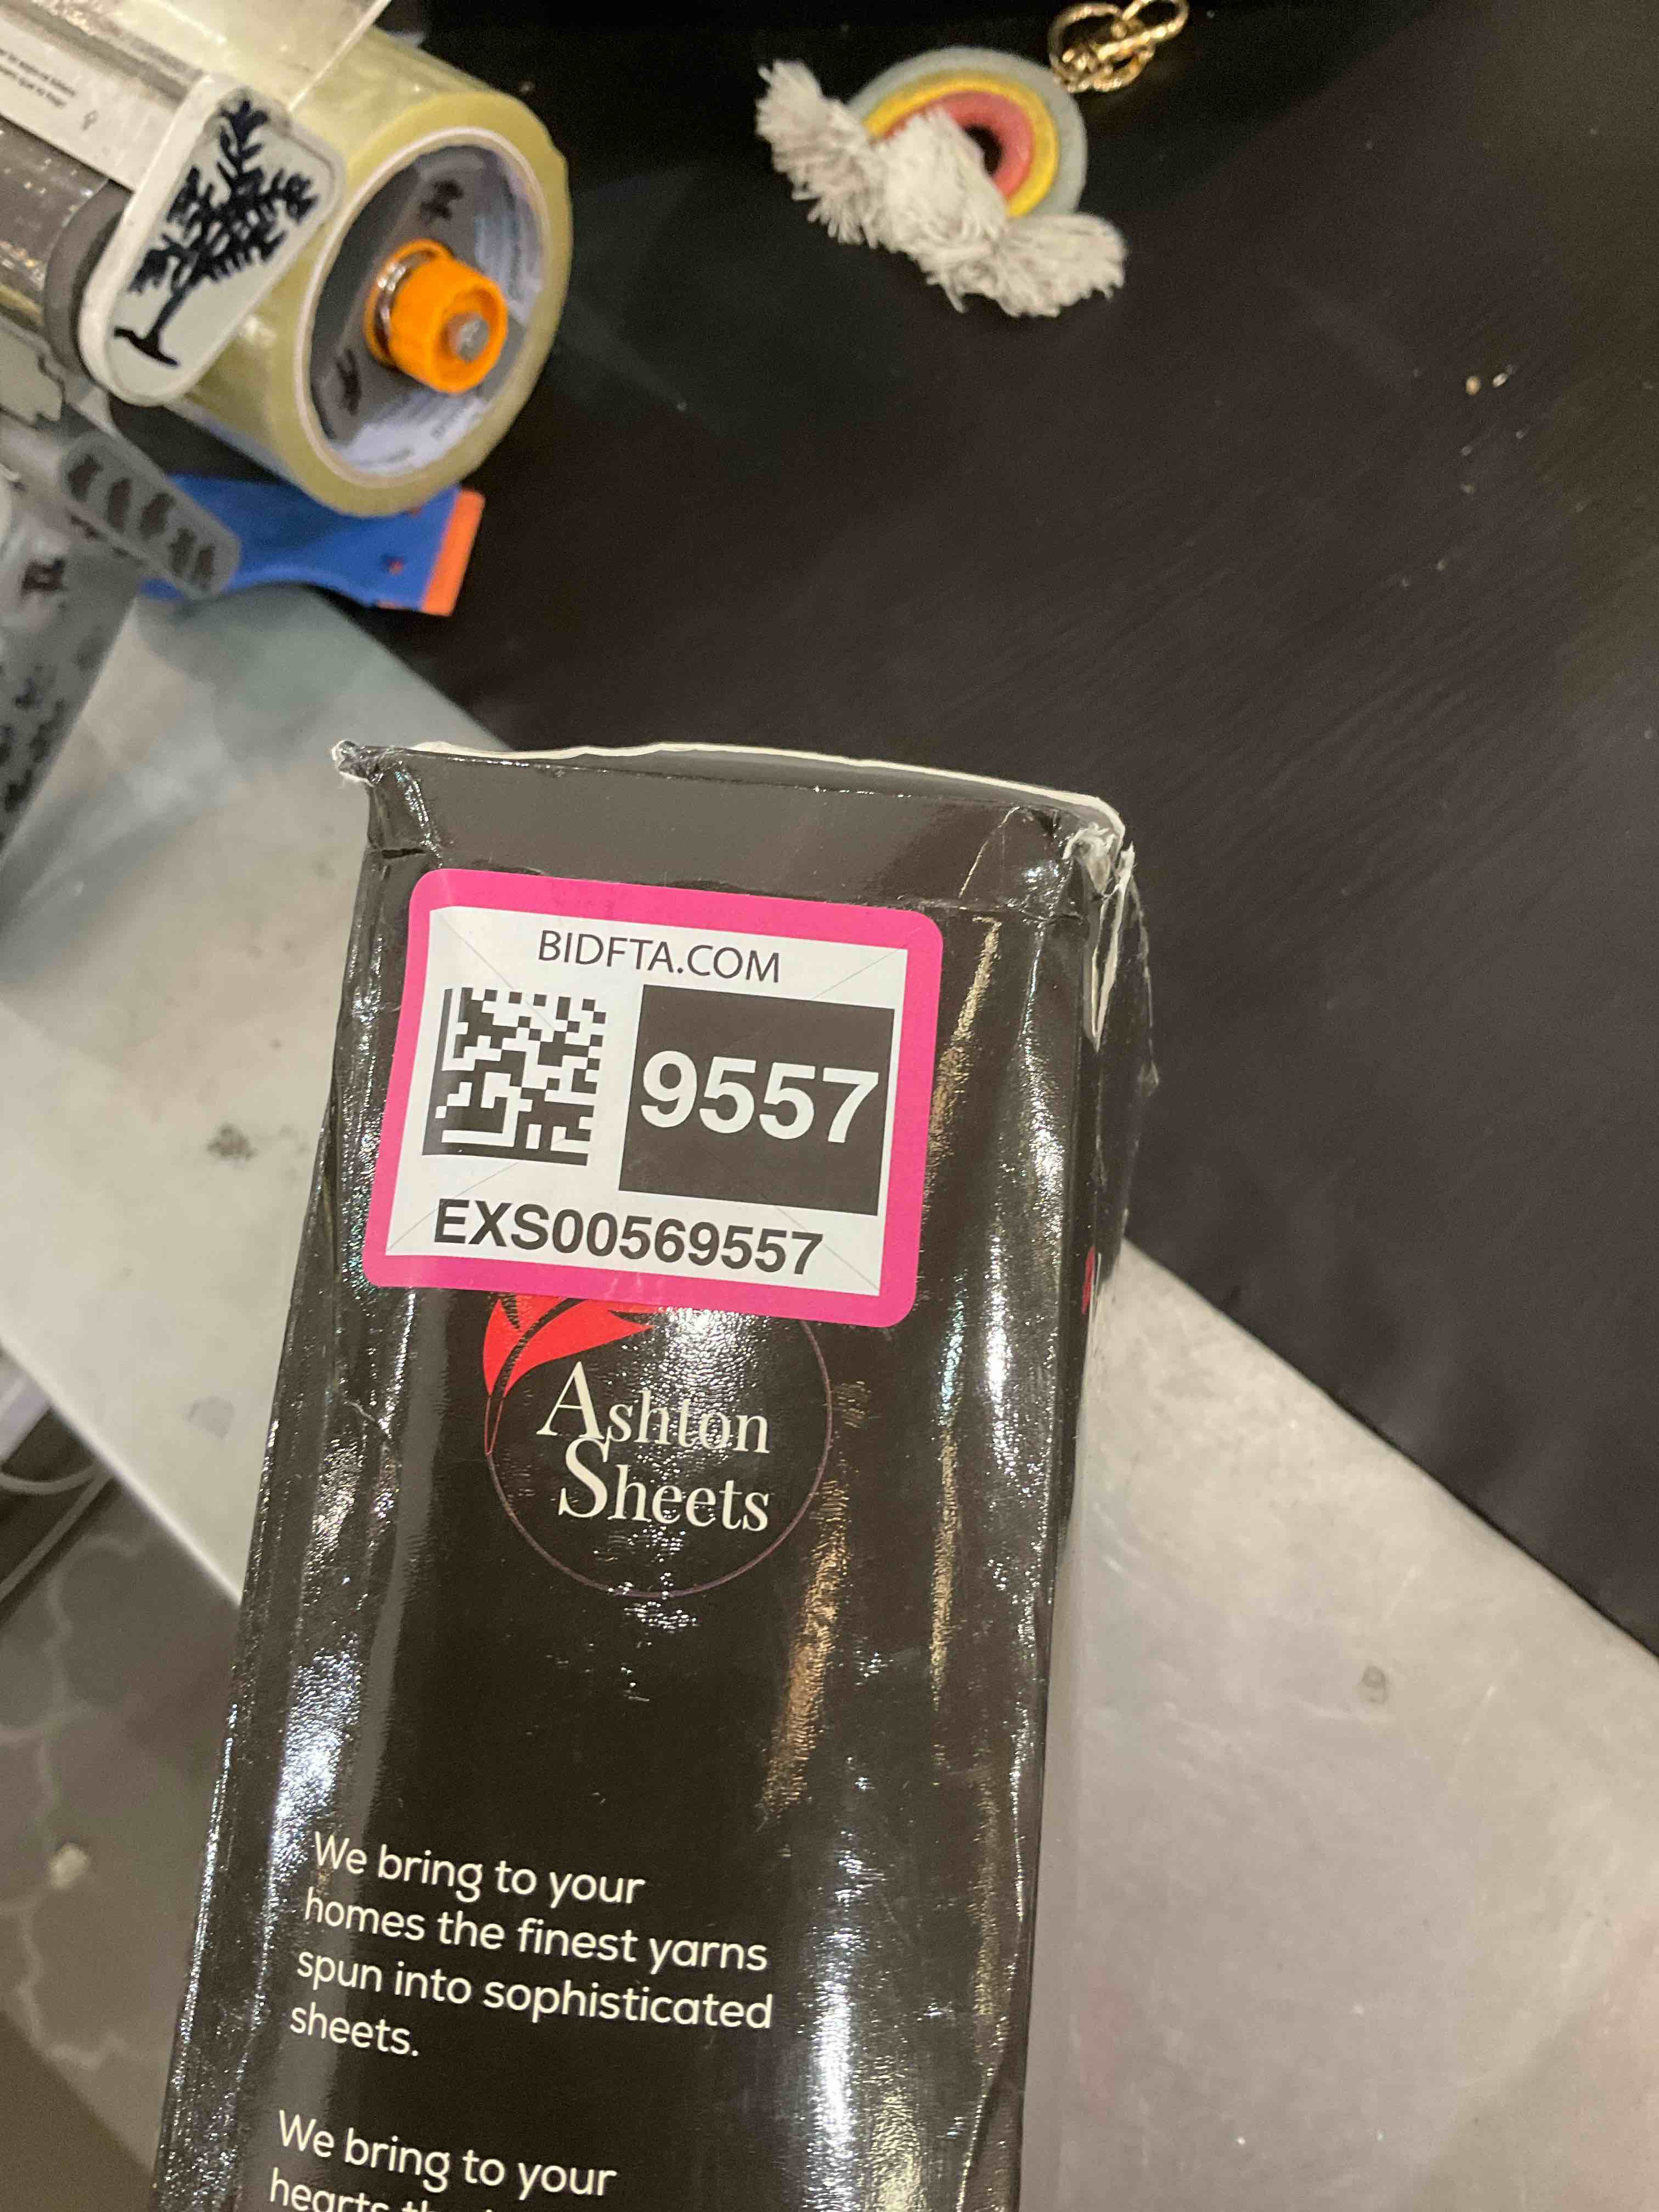 BIDFTA.COM
9557
EXS00569557
Ashton
Sheets
We bring to your
homes the finest yarns
spun into sophisticated
sheets.
We bring to your
hearts